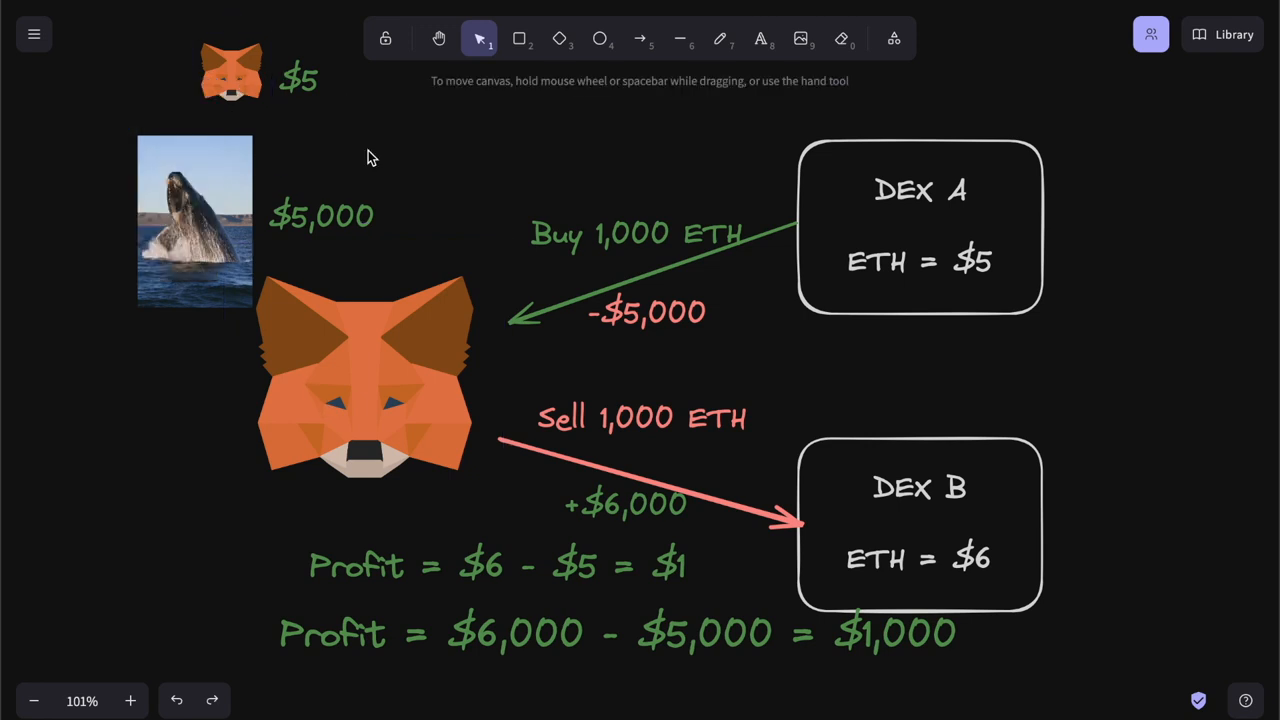 1
2
3
4
5
6
7
A 8
9
0
Library
To move canvas, hold mouse wheel or spacebar while dragging, or use the hand tool
$5
$5,000
DEX A
ETH = $5
Buy 1,000 ETH
-$5,000
Sell 1,000 ETH
+$6,000
DEX B
ETH = $6
Profit = $6 - $5 = $1
Profit = $6,000 - $5,000 = $1,000
101%